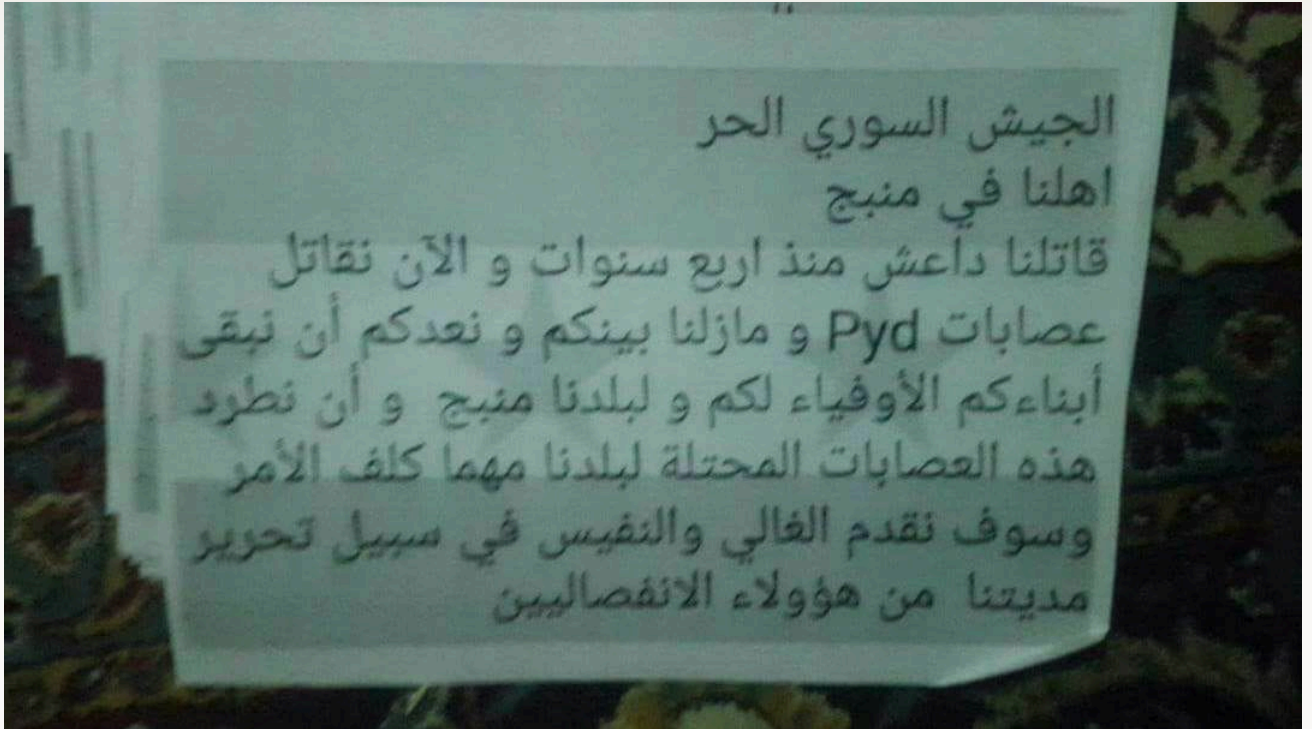 الجيش السوري الحر
اهلنا في منبج
قاتلنا داعش منذ اربع سنوات و الآن نقاتل
عصابات Pyd و مازلنا بينكم و نعدكم أن نبقى
أبناءكم الأوفياء لكم و لبلدنا منبج و أن نطرد
هذه العصابات المحتلة لبلدنا مهما كلف الأمر
وسوف نقدم الغالي والنفيس في سبيل تحرير
مديتنا من هؤولاء الانفصاليين